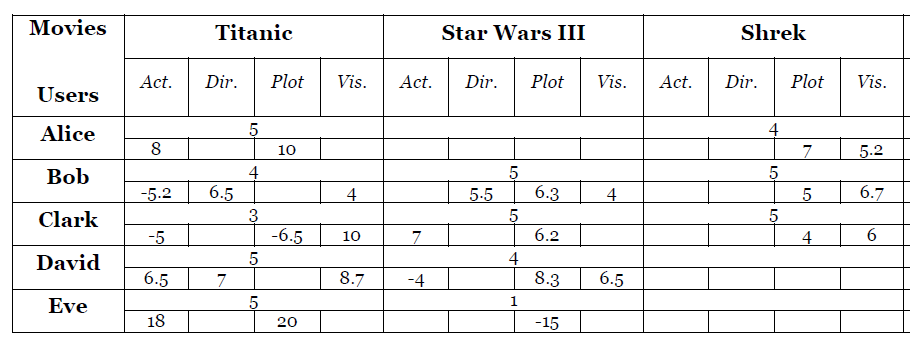 Movies Titanic Star Wars III Shrek
Users Act. Dir. Plot Vis. Act. Dir. Plot Vis. Act. Dir. Plot Vis.
Alice 5 4
8 10 7 5.2
Bob 4 5 5
-5.2 6.5 4 5.5 6.3 4 5 6.7
Clark 3 5 5
-5 -6.5 10 7 6.2 4 6
David 5 4
6.5 7 8.7 -4 8.3 6.5
Eve 5 1
18 20 -15